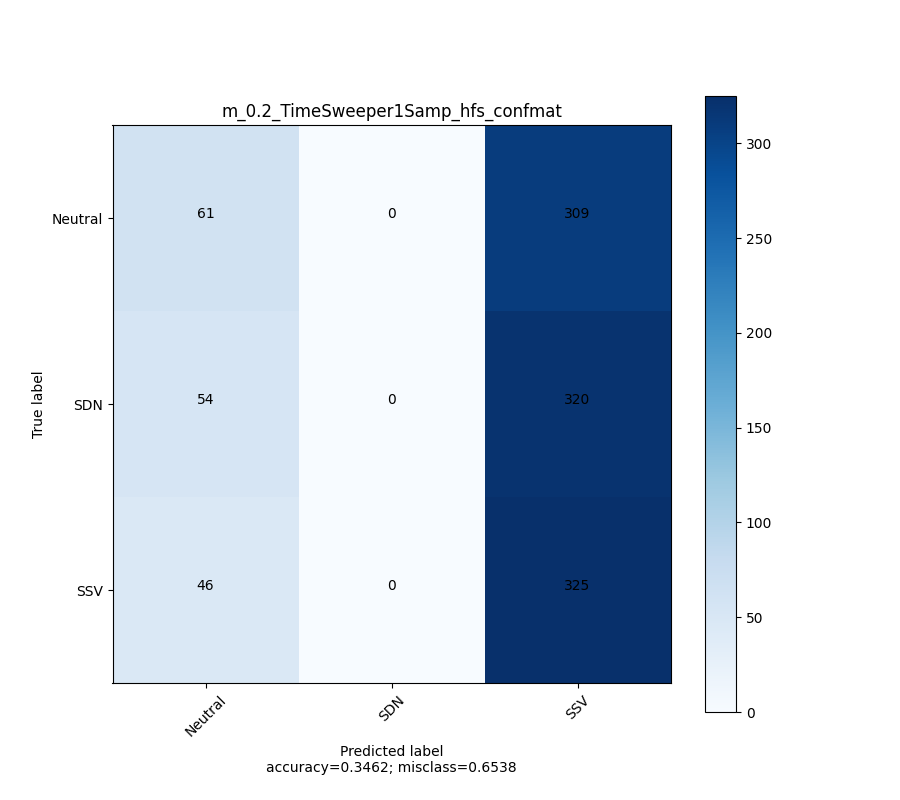 m_0.2_TimeSweeper1Samp_hfs_confmat
Neutral
61
0
309
SDN
54
0
320
SSV
46
0
325
True label
Neutral
SDN
SSV
Predicted label
accuracy=0.3462; misclass=0.6538
300
250
200
150
100
50
0